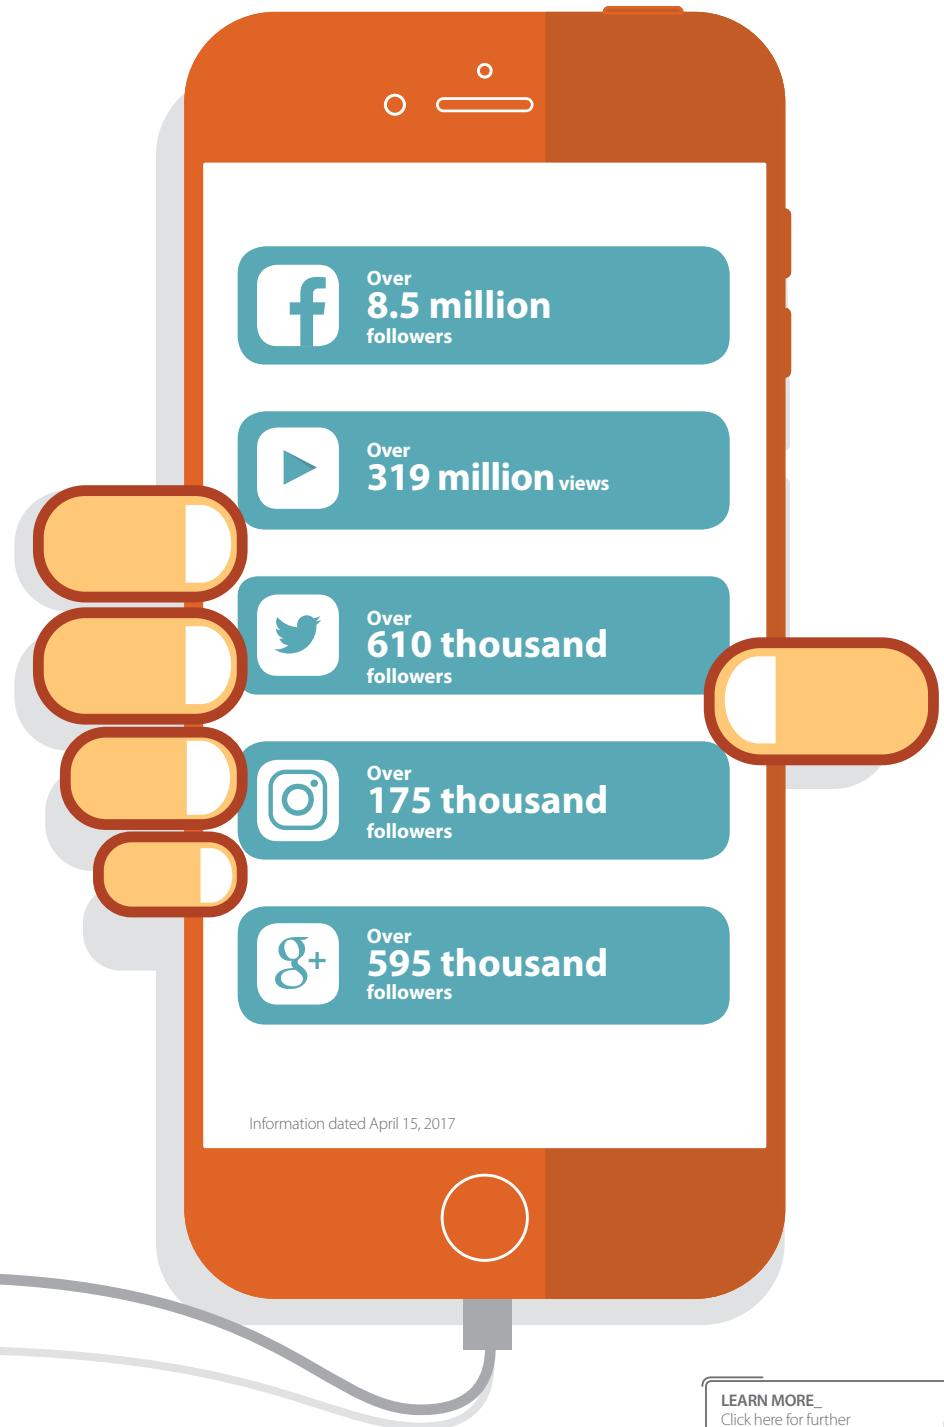 Over
8.5 million
followers
Over
319 million views
Over
610 thousand
followers
Over
175 thousand
followers
g+
Over
595 thousand
followers
Information dated April 15, 2017
LEARN MORE_
Click here for further